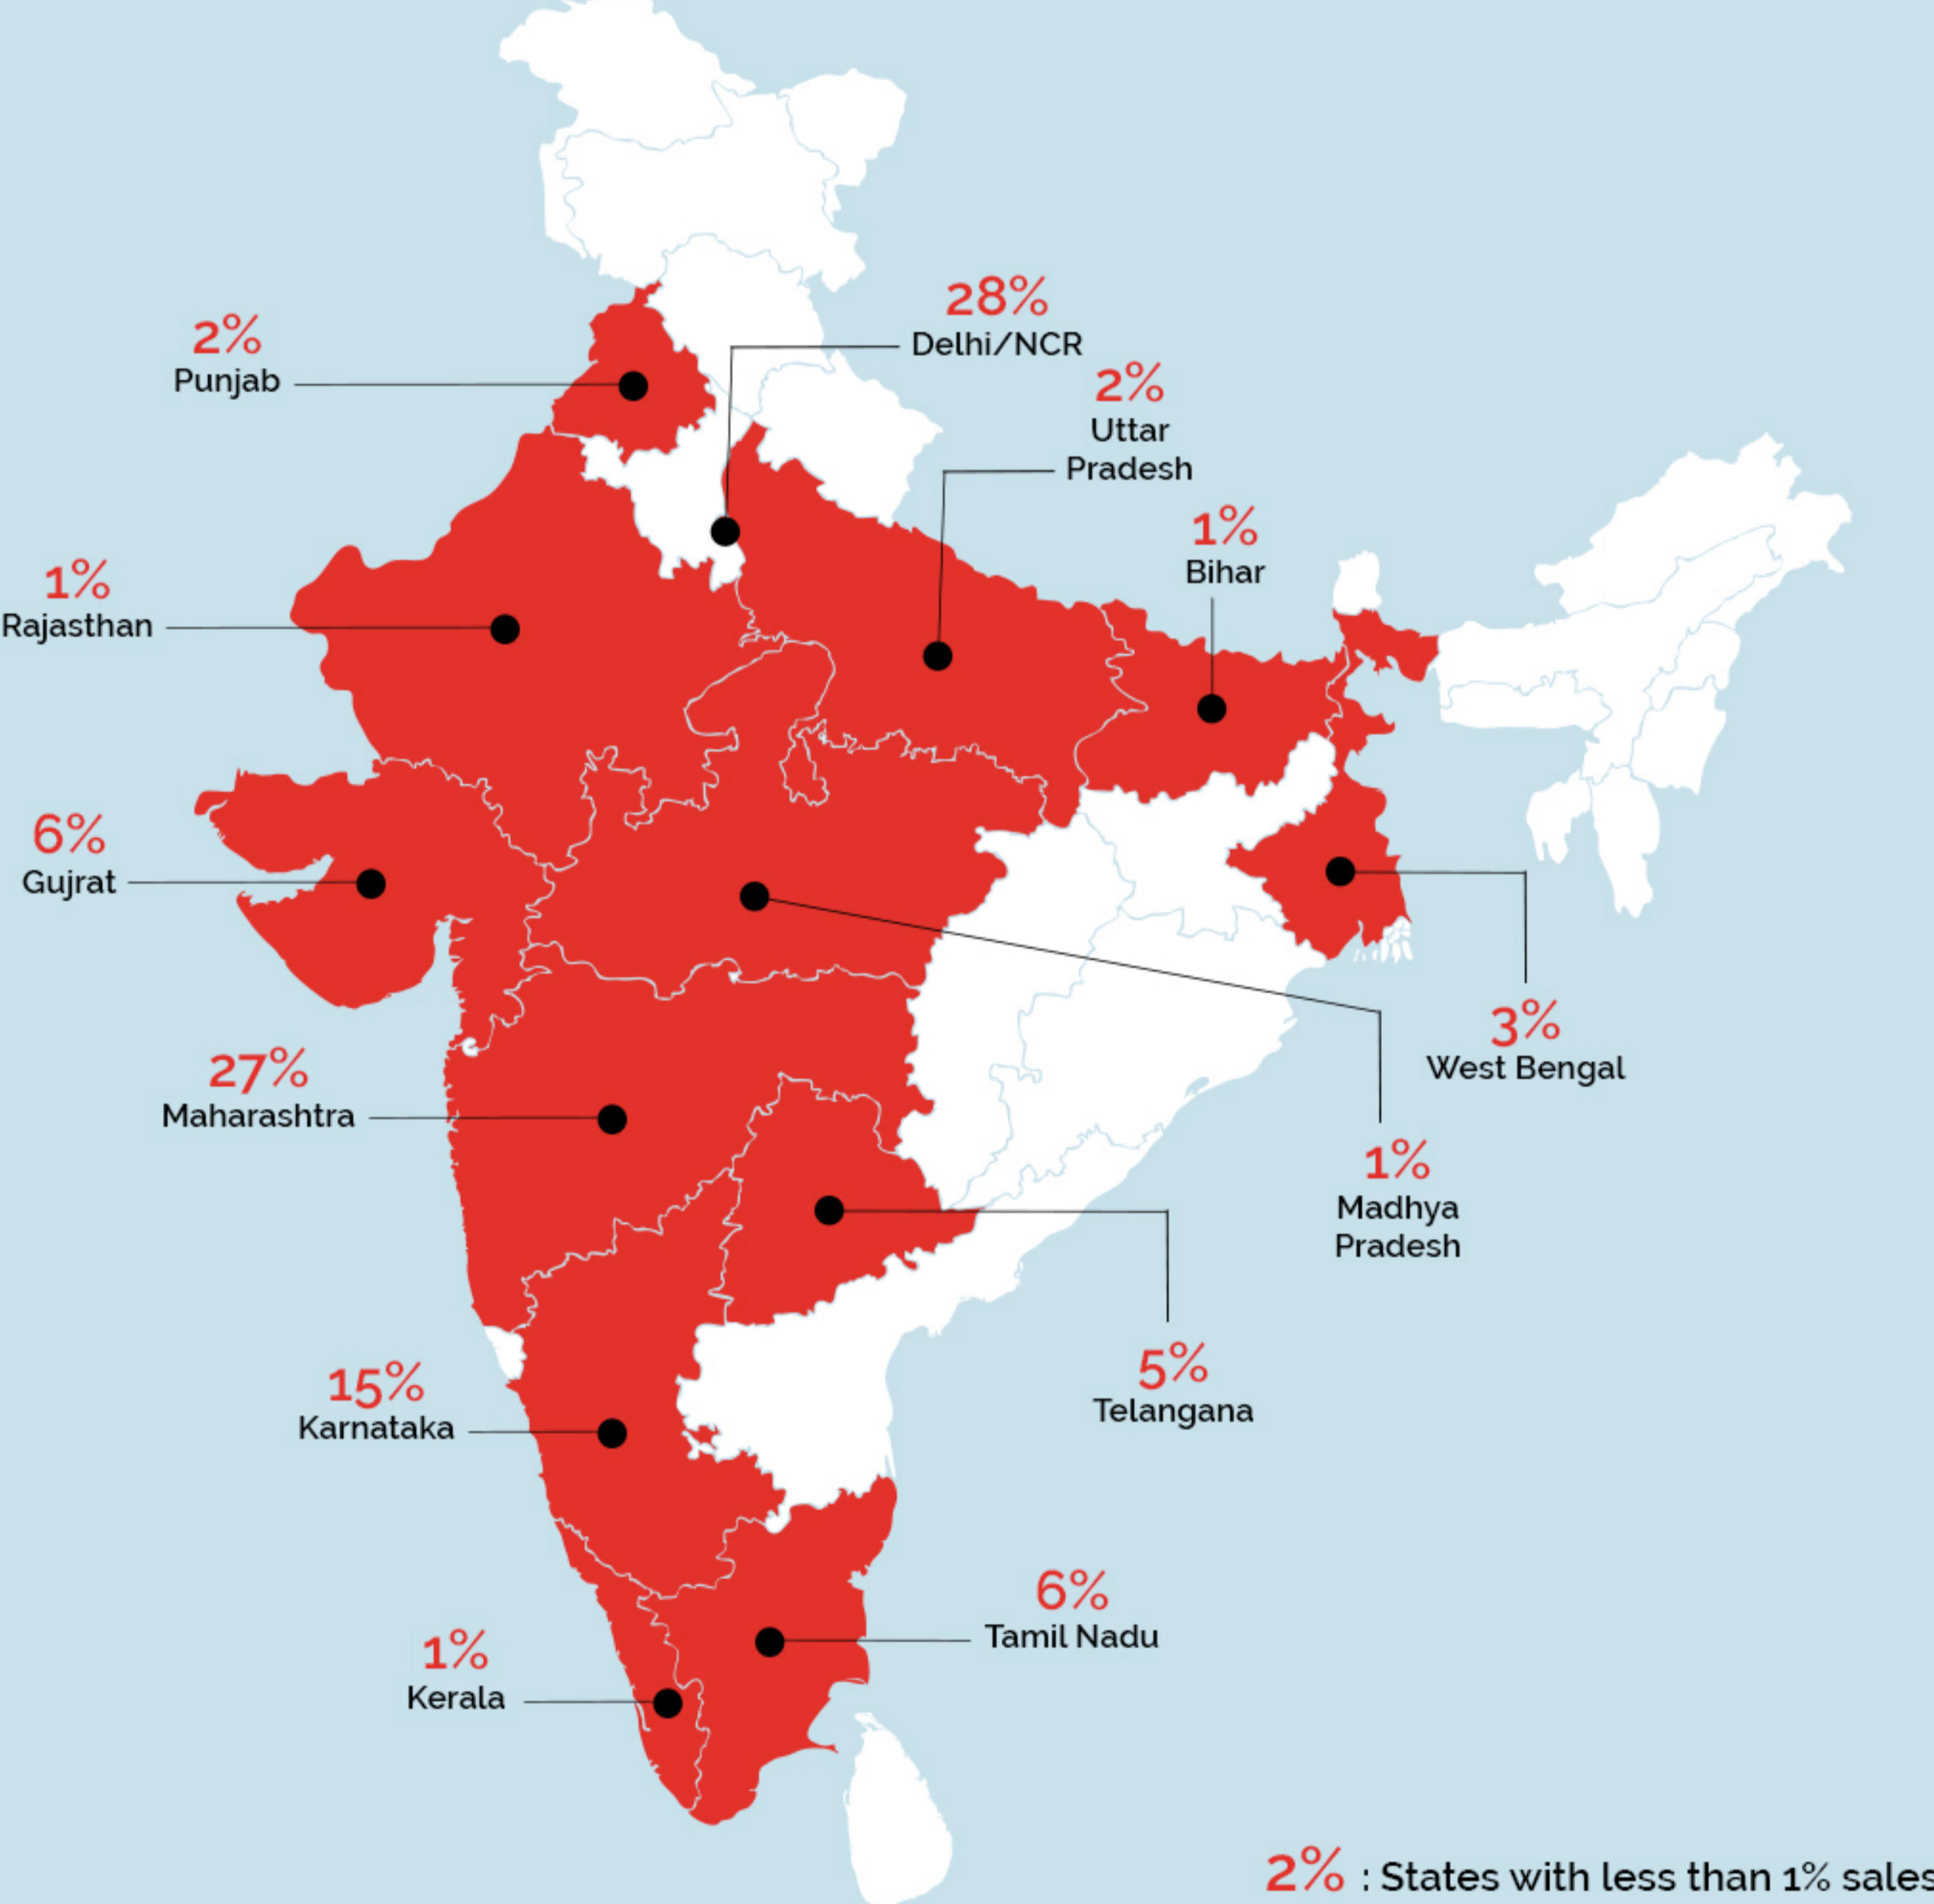 28%
Delhi/NCR
2%
Punjab
2%
Uttar
Pradesh
1%
Bihar
1%
Rajasthan
6%
Gujrat
3%
West Bengal
27%
Maharashtra
1%
Madhya
Pradesh
5%
Telangana
15%
Karnataka
6%
Tamil Nadu
1%
Kerala
2% : States with less than 1% sales